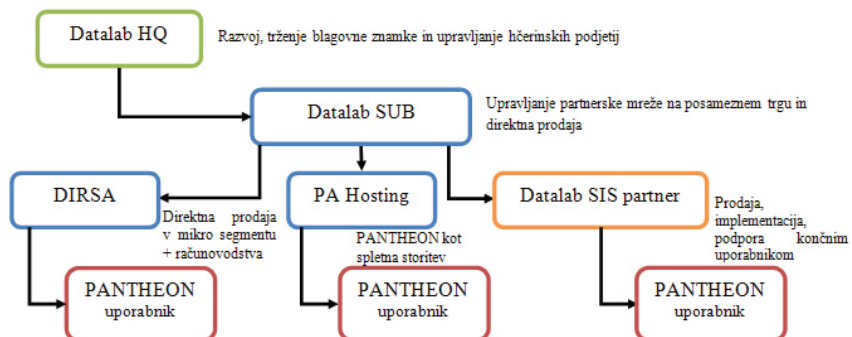 Datalab HQ
Razvoj, trženje blagovne znamke in upravljanje hčerinskih podjetij
Datalab SUB
Upravljanje partnerske mreže na posameznem trgu in
direktna prodaja
DIRSA
Direktna prodaja
v mikro segmentu
+ računovodstva
PA Hosting
PANTHEON kot
spletna storitev
Datalab SIS partner
Prodaja,
implementacija,
podpora končnim
uporabnikom
PANTHEON
uporabnik
PANTHEON
uporabnik
PANTHEON
uporabnik